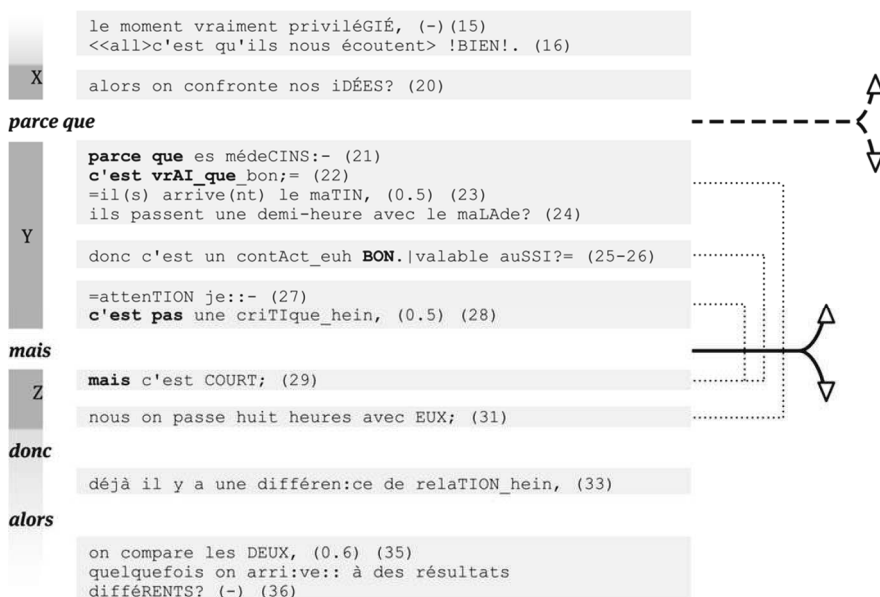 le moment vraiment priviléGIÉ, (-)(15)
<<all>c'est qu'ils nous écoutent> !BIEN!. (16)
X
alors on confronte nos iDÉES? (20)
parce que
parce que es médeCINS:- (21)
c'est vrAI_que_bon;= (22)
=il(s) arrive(nt) le maTIN, (0.5) (23)
ils passent une demi-heure avec le maLAde? (24)
Y
donc c'est un contAct_euh BON.|valable auSSI?= (25-26)
=attenTION je::- (27)
c'est pas une criTIque_hein, (0.5) (28)
mais
mais c'est COURT; (29)
Z
nous on passe huit heures avec EUX; (31)
donc
déjà il y a une différen:ce de relaTION_hein, (33)
alors
on compare les DEUX, (0.6) (35)
quelquefois on arri:ve:: à des résultats
difféRENTS? (-) (36)